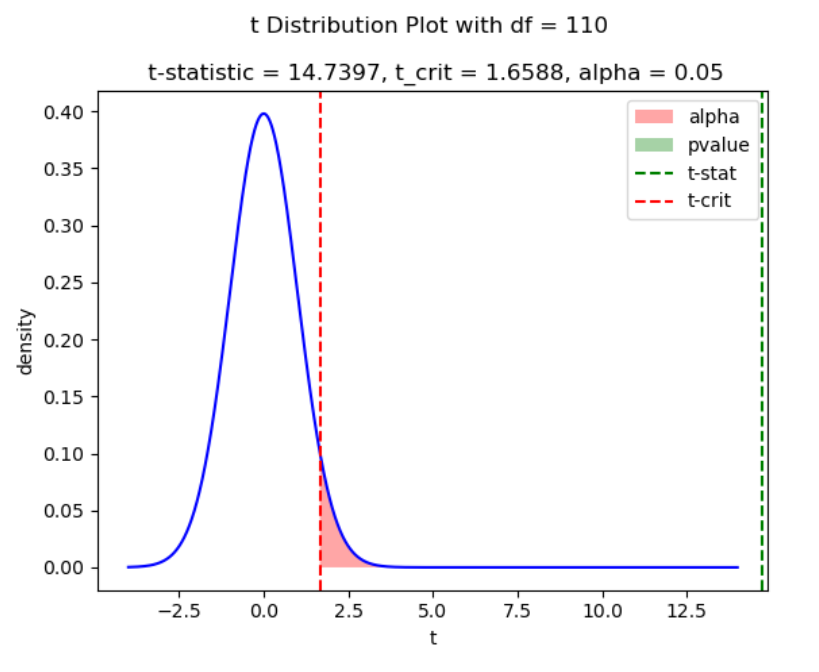 t Distribution Plot with df = 110
t-statistic = 14.7397, t_crit = 1.6588, alpha = 0.05
alpha
pvalue
t-stat
t-crit
density
0.40
0.35
0.30
0.25
0.20
0.15
0.10
0.05
0.00
−2.5 0.0 2.5 5.0 7.5 10.0 12.5
t